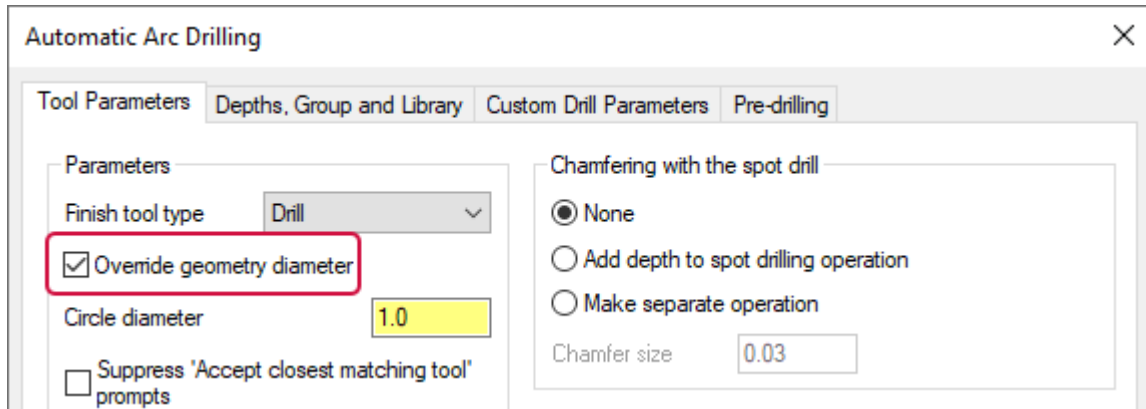 Automatic Arc Drilling
Tool Parameters Depths, Group and Library Custom Drill Parameters Pre-drilling
Parameters
Finish tool type Drill
Override geometry diameter
Circle diameter 1.0
Suppress 'Accept closest matching tool'
prompts
Chamfering with the spot drill
None
Add depth to spot drilling operation
Make separate operation
Chamfer size 0.03